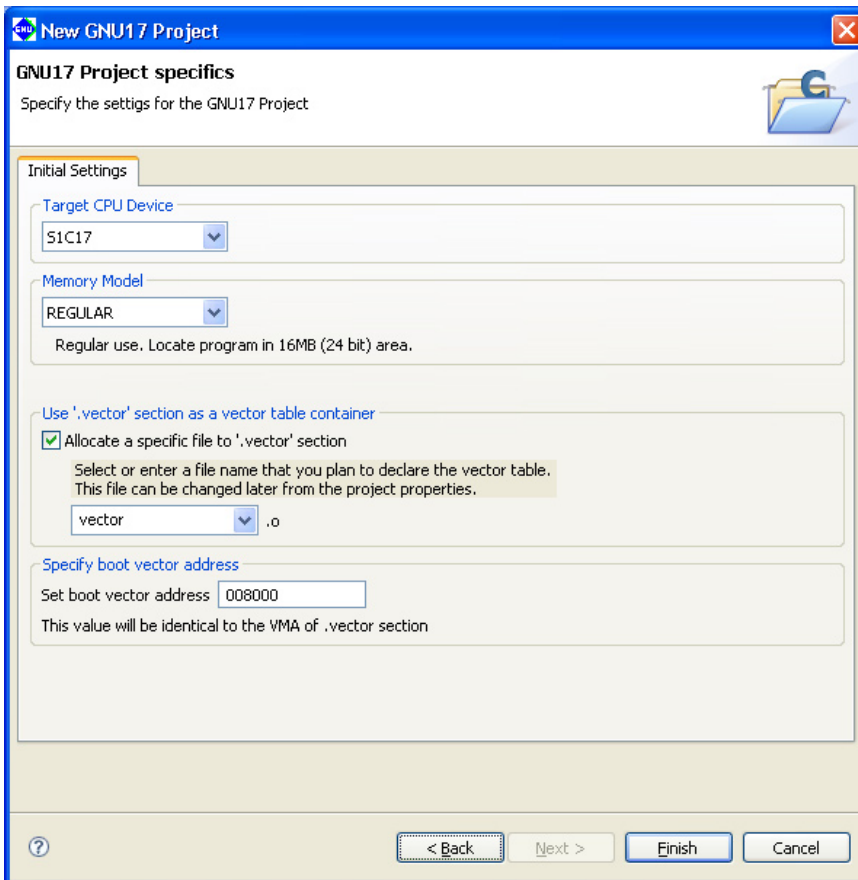 GNU New GNU17 Project
GNU17 Project specifics
Specify the settigs for the GNU17 Project
Initial Settings
Target CPU Device
S1C17
Memory Model
REGULAR
Regular use. Locate program in 16MB (24 bit) area.
Use '.vector' section as a vector table container
Allocate a specific file to '.vector' section
Select or enter a file name that you plan to declare the vector table.
This file can be changed later from the project properties.
vector .o
Specify boot vector address
Set boot vector address 008000
This value will be identical to the VMA of .vector section
? < Back Next > Finish Cancel